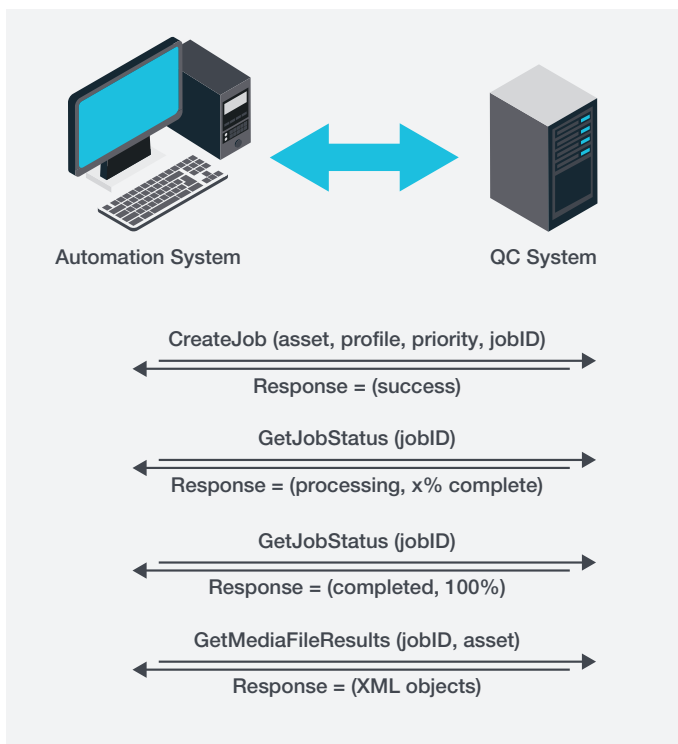 Automation System
QC System
CreateJob (asset, profile, priority, jobID)
Response = (success)
GetJobStatus (jobID)
Response = (processing, x% complete)
GetJobStatus (jobID)
Response = (completed, 100%)
GetMediaFileResults (jobID, asset)
Response = (XML objects)